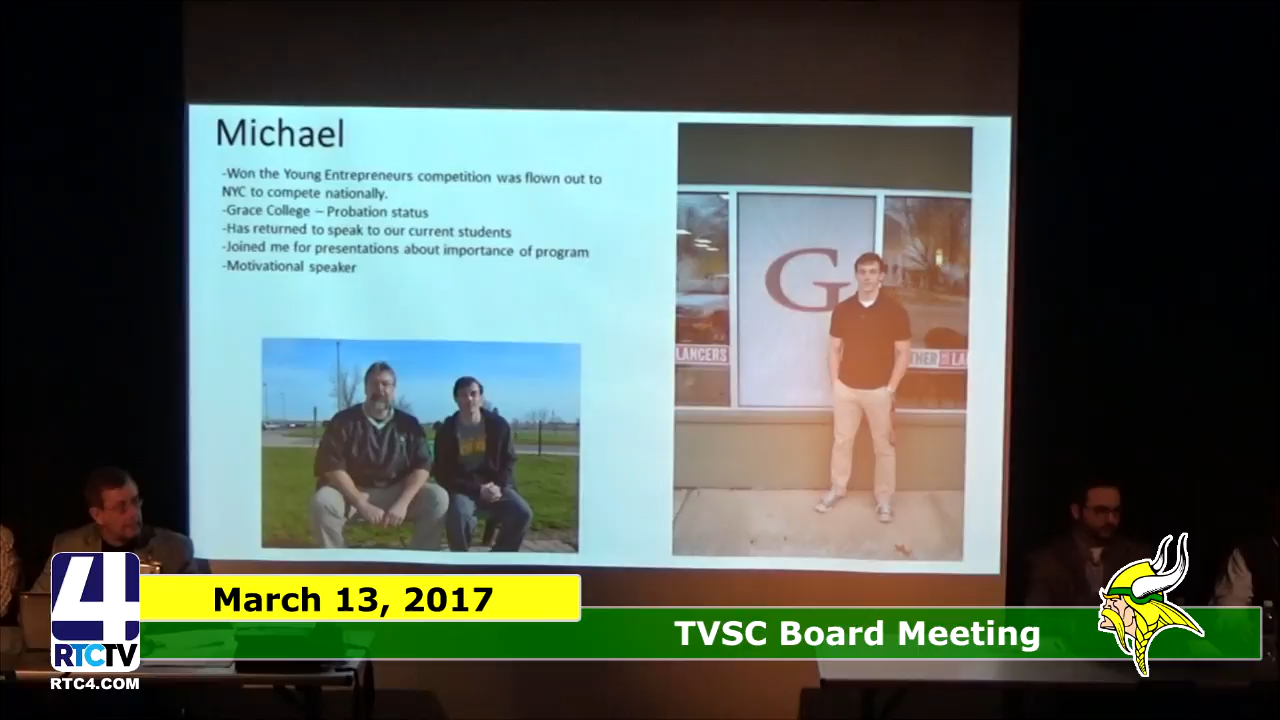 Michael
-Won the Young Entrepreneurs competition was flown out to
NYC to compete nationally.
-Grace College – Probation status
-Has returned to speak to our current students
-Joined me for presentations about importance of program
-Motivational speaker
G
LANCERS
THER
LA
4
March 13, 2017
TVSC Board Meeting
RTCTV
RTC4.COM